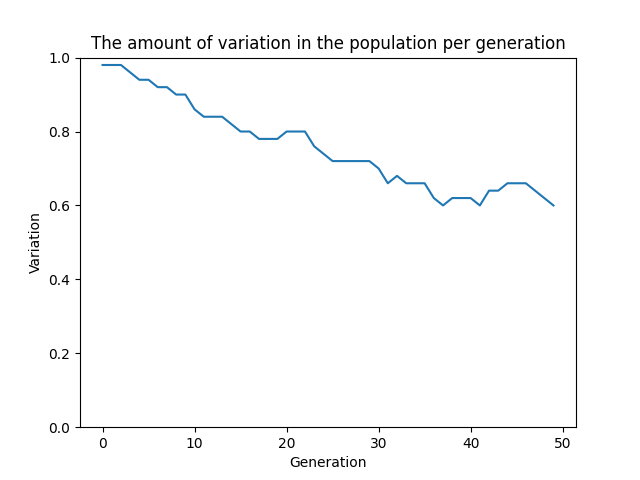 The amount of variation in the population per generation
1.0
0.8
0.6
0.4
0.2
0.0
Variation
0 10 20 30 40 50
Generation